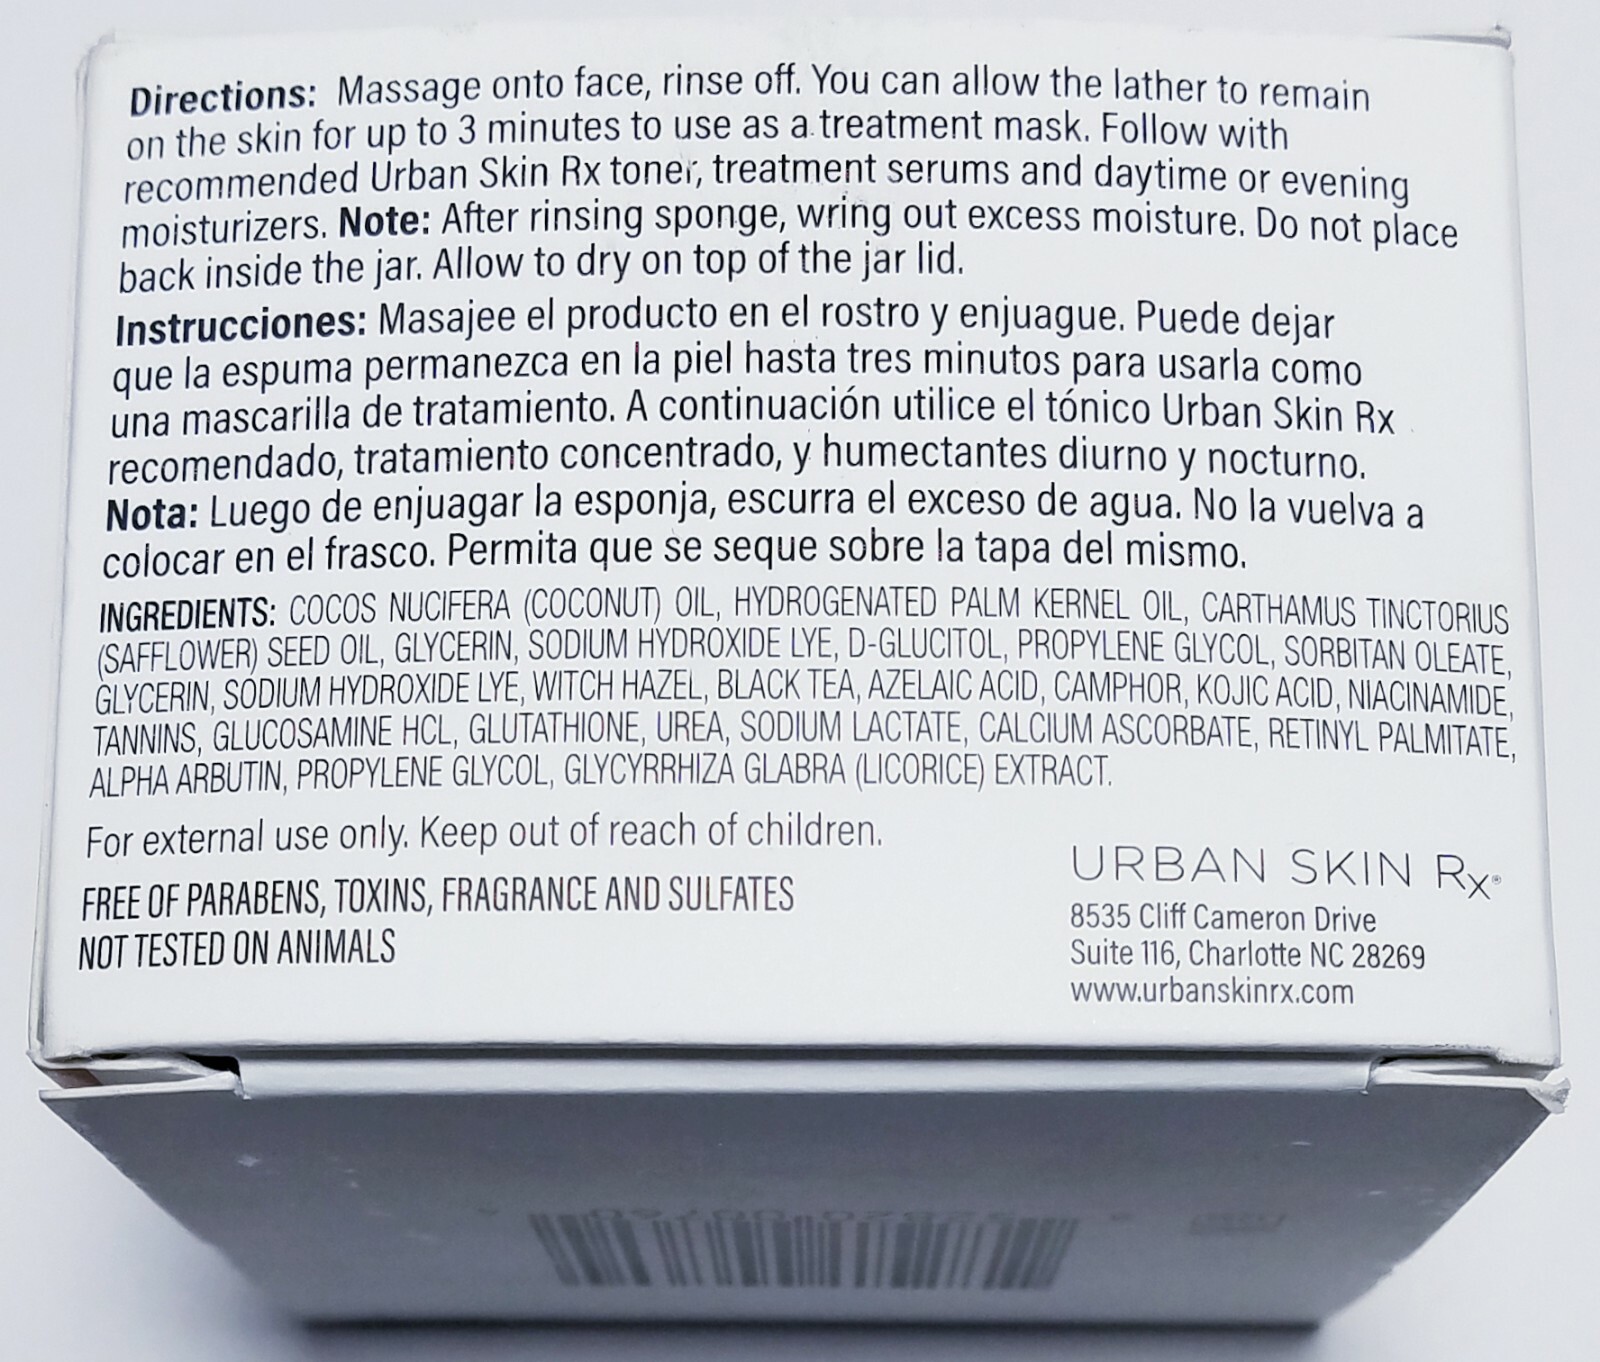 Directions: Massage onto face, rinse off. You can allow the lather to remain
on the skin for up to 3 minutes to use as a treatment mask. Follow with
recommended Urban Skin Rx toner, treatment serums and daytime or evening
moisturizers. Note: After rinsing sponge, wring out excess moisture. Do not place
back inside the jar. Allow to dry on top of the jar lid.
Instrucciones: Masajee el producto en el rostro y enjuague. Puede dejar
que la espuma permanezca en la piel hasta tres minutos para usarla como
una mascarilla de tratamiento. A continuación utilice el tónico Urban Skin Rx
recomendado, tratamiento concentrado, y humectantes diurno y nocturno.
Nota: Luego de enjuagar la esponja, escurra el exceso de agua. No la vuelva a
colocar en el frasco. Permita que se seque sobre la tapa del mismo.
INGREDIENTS: COCOS NUCIFERA (COCONUT) OIL, HYDROGENATED PALM KERNEL OIL, CARTHAMUS TINCTORIUS
(SAFFLOWER) SEED OIL, GLYCERIN, SODIUM HYDROXIDE LYE, D-GLUCITOL, PROPYLENE GLYCOL, SORBITAN OLEATE,
GLYCERIN, SODIUM HYDROXIDE LYE, WITCH HAZEL, BLACK TEA, AZELAIC ACID, CAMPHOR, KOJIC ACID, NIACINAMIDE,
TANNINS, GLUCOSAMINE HCL, GLUTATHIONE, UREA, SODIUM LACTATE, CALCIUM ASCORBATE, RETINYL PALMITATE,
ALPHA ARBUTIN, PROPYLENE GLYCOL, GLYCYRRHIZA GLABRA (LICORICE) EXTRACT.
For external use only. Keep out of reach of children.
FREE OF PARABENS, TOXINS, FRAGRANCE AND SULFATES
NOT TESTED ON ANIMALS
URBAN SKIN Rx®
8535 Cliff Cameron Drive
Suite 116, Charlotte NC 28269
www.urbanskinrx.com